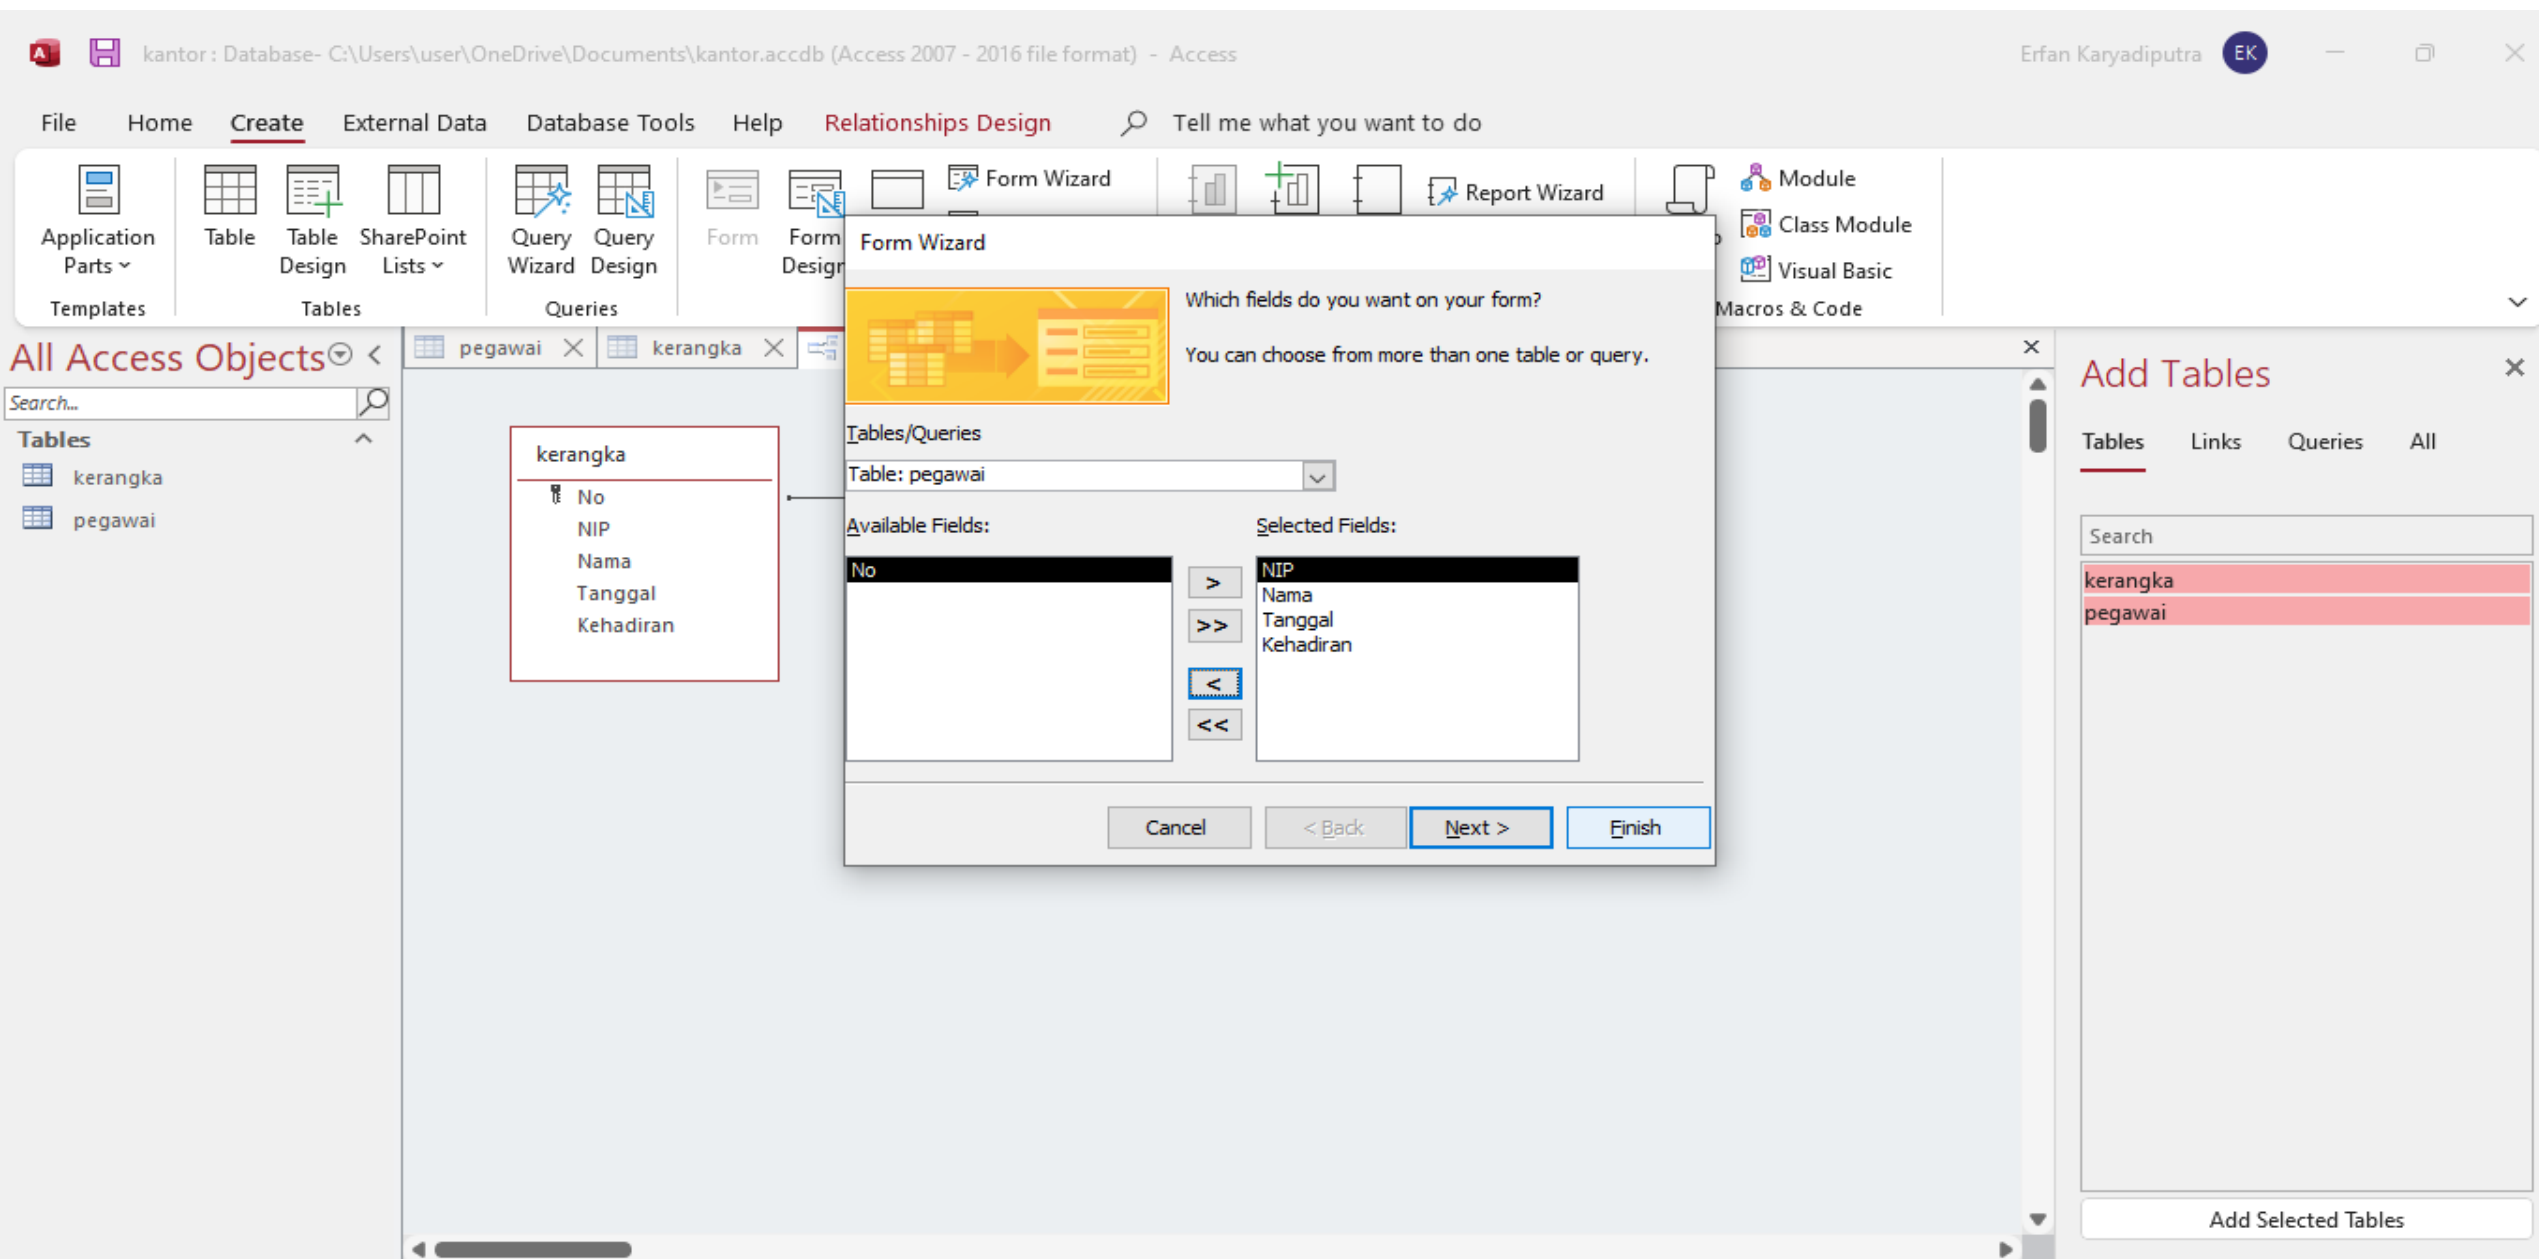 kantor : Database- C:\Users\user\OneDrive\Documents\kantor.accdb (Access 2007 - 2016 file format) - Access
Erfan Karyadiputra
EK
File Home Create External Data Database Tools Help Relationships Design Tell me what you want to do
Application
Parts
Templates
Table
Table
Design
SharePoint
Lists
Tables
Query
Wizard
Query
Design
Queries
Form
Form
Design
Form Wizard
Report Wizard
Module
Class Module
Visual Basic
Macros & Code
All Access Objects
Search...
Tables
kerangka
pegawai
pegawai
kerangka
kerangka
No
NIP
Nama
Tanggal
Kehadiran
Form Wizard
Which fields do you want on your form?
You can choose from more than one table or query.
Tables/Queries
Table: pegawai
Available Fields:
No
>
>>
<
<<
Selected Fields:
NIP
Nama
Tanggal
Kehadiran
Cancel
< Back
Next >
Finish
Add Tables
Tables Links Queries All
Search
kerangka
pegawai
Add Selected Tables